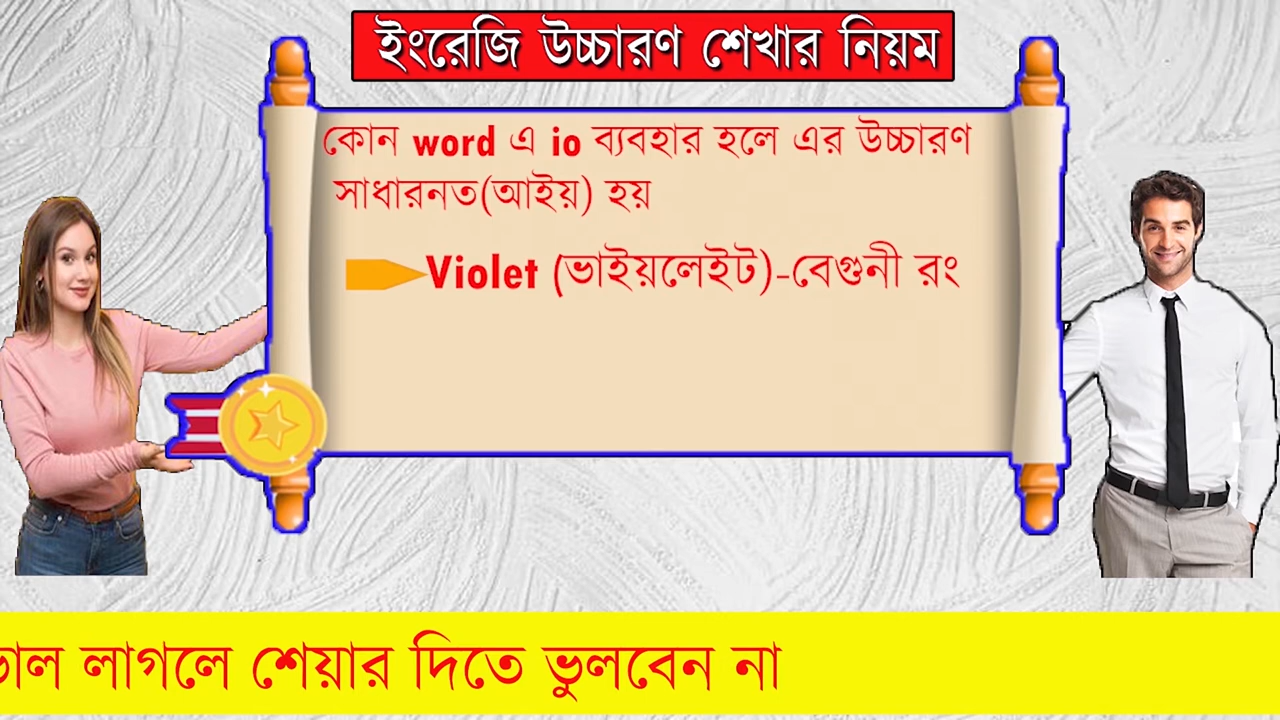 ইংরেজি উচ্চারণ শেখার নিয়ম
কোন word এ io ব্যবহার হলে এর উচ্চারণ
সাধারনত(আইয়) হয়
Violet (ভাইয়লেইট)-বেগুনী রং
লাগলে শেয়ার দিতে ভুলবেন না